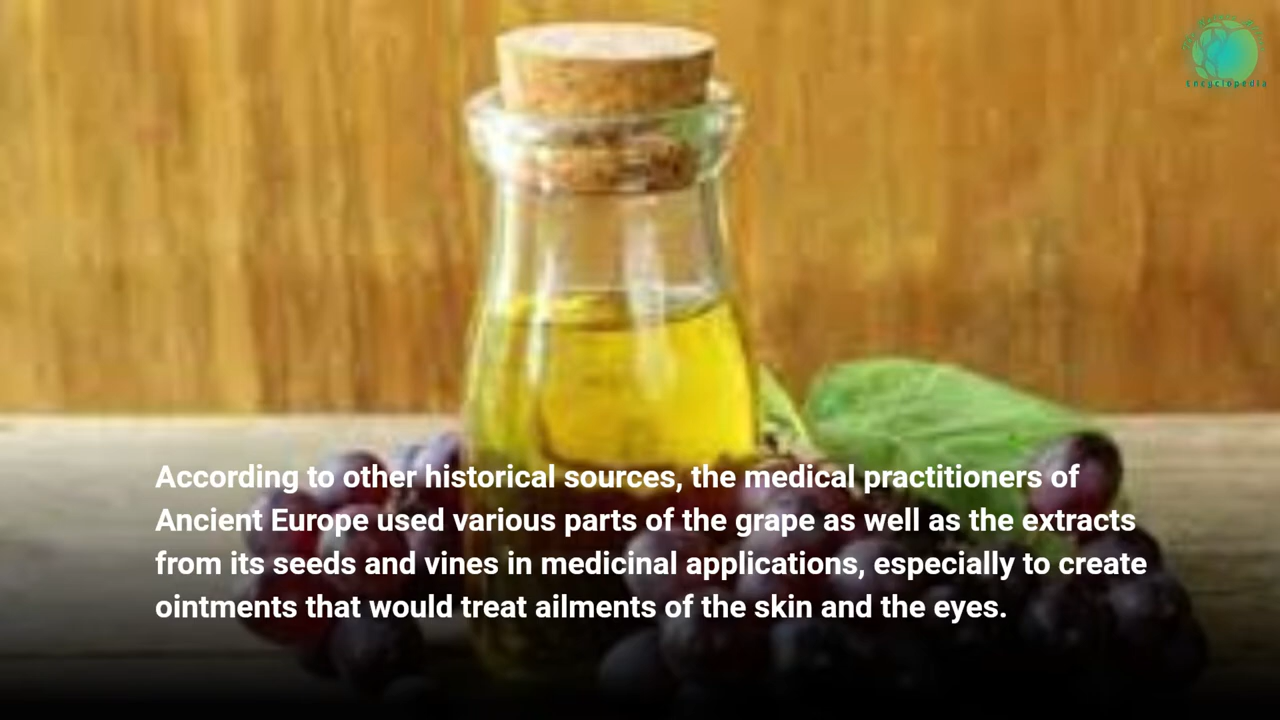 encyclopedia
According to other historical sources, the medical practitioners of
Ancient Europe used various parts of the grape as well as the extracts
from its seeds and vines in medicinal applications, especially to create
ointments that would treat ailments of the skin and the eyes.